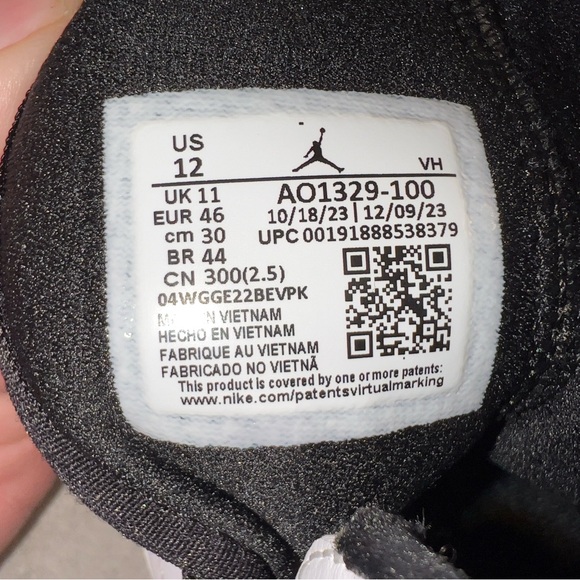 US
12
VH
UK 11
EUR 46
cm 30
BR 44
CN 300(2.5)
AO1329-100
10/18/23 | 12/09/23
UPC 00191888538379
04WGGE22BEVPK
N VIETNAM
HECHO EN VIETNAM
FABRIQUE AU VIETNAM
FABRICADO NO VIETNÃ
This product is covered by one or more patents:
www.nike.com/patentsvirtualmarking